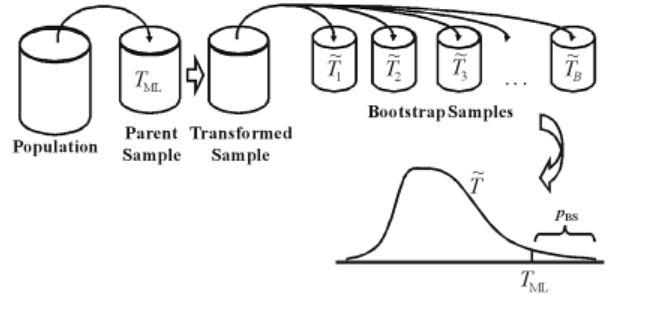 T_ML
T̃_1 T̃_2 T̃_3 ... T̃_B
Bootstrap Samples
Population
Parent Transformed
Sample Sample
T̃
p_BS
T_ML